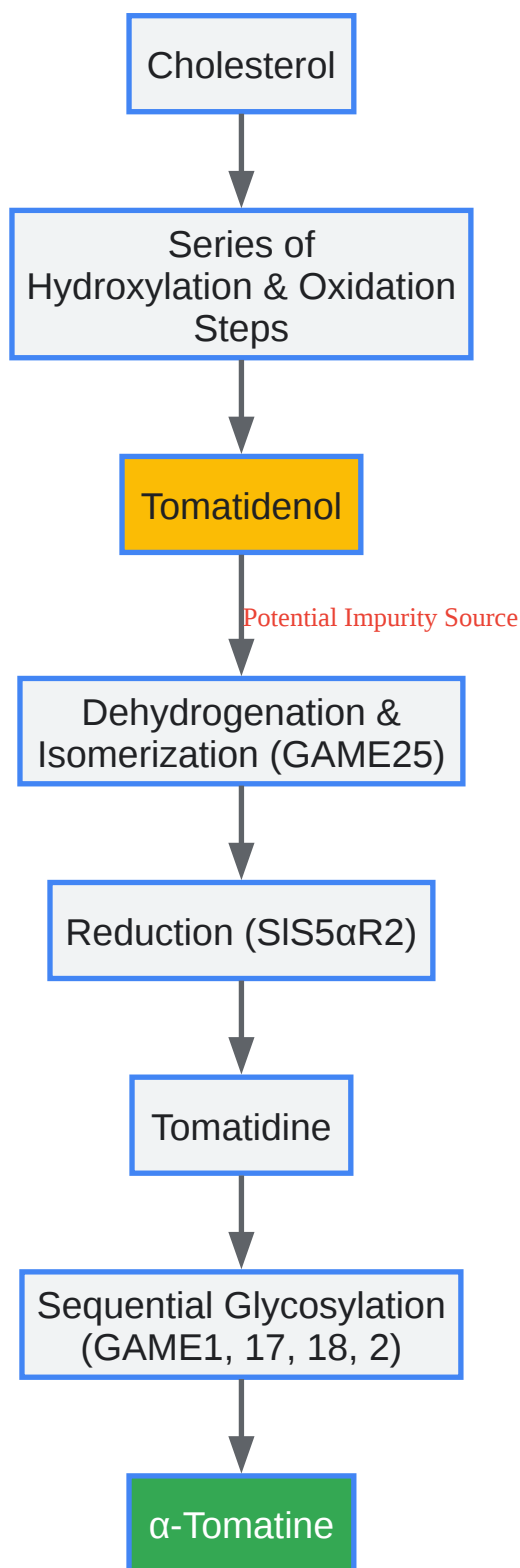 Cholesterol
Series of
Hydroxylation & Oxidation
Steps
Tomatidenol
Potential Impurity Source
Dehydrogenation &
Isomerization (GAME25)
Reduction (SlS5αR2)
Tomatidine
Sequential Glycosylation
(GAME1, 17, 18, 2)
α-Tomatine